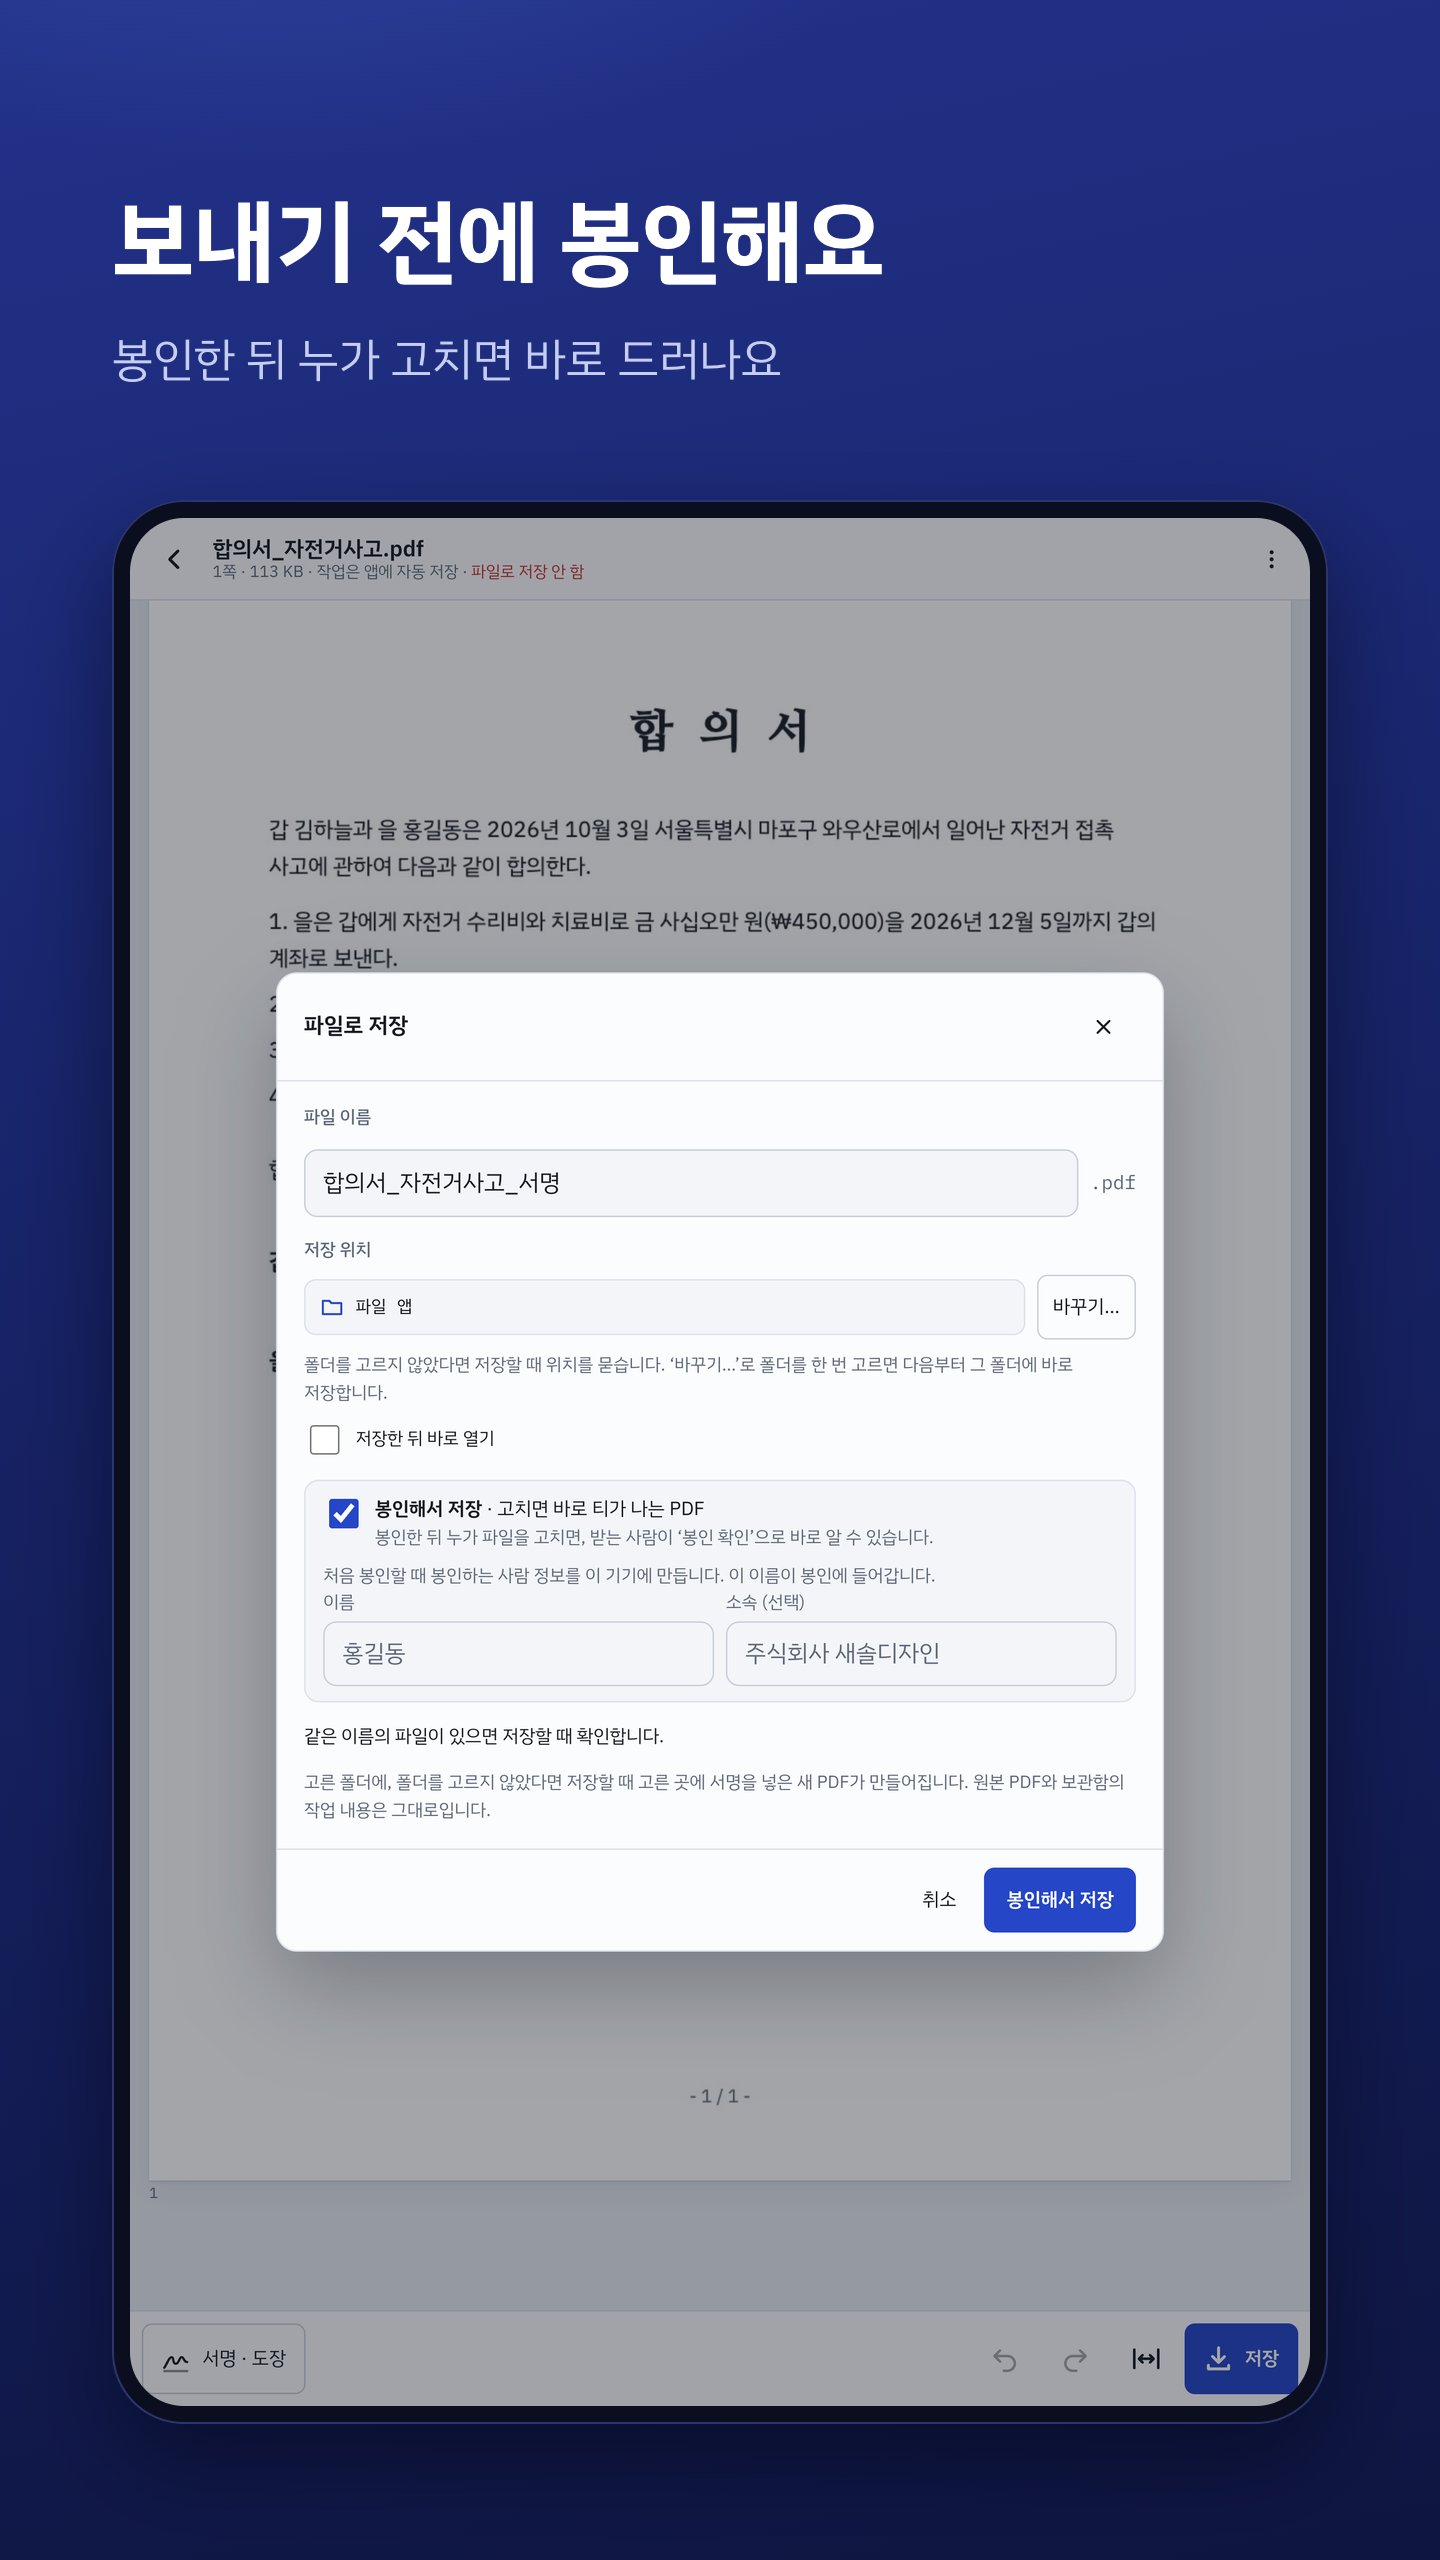 보내기 전에 봉인해요
봉인한 뒤 누가 고치면 바로 드러나요
합의서_자전거사고.pdf
1쪽 · 113 KB · 작업은 앱에 자동 저장 · 파일로 저장 안 함
합 의 서
갑 김하늘과 을 홍길동은 2026년 10월 3일 서울특별시 마포구 와우산로에서 일어난 자전거 접촉
사고에 관하여 다음과 같이 합의한다.
1. 을은 갑에게 자전거 수리비와 치료비로 금 사십오만 원(₩450,000)을 2026년 12월 5일까지 갑의
계좌로 보낸다.
파일로 저장
파일 이름
합의서_자전거사고_서명
.pdf
저장 위치
파일 앱
바꾸기...
폴더를 고르지 않았다면 저장할 때 위치를 묻습니다. ‘바꾸기...’로 폴더를 한 번 고르면 다음부터 그 폴더에 바로
저장합니다.
저장한 뒤 바로 열기
봉인해서 저장 · 고치면 바로 티가 나는 PDF
봉인한 뒤 누가 파일을 고치면, 받는 사람이 ‘봉인 확인’으로 바로 알 수 있습니다.
처음 봉인할 때 봉인하는 사람 정보를 이 기기에 만듭니다. 이 이름이 봉인에 들어갑니다.
이름
소속 (선택)
홍길동
주식회사 새솔디자인
같은 이름의 파일이 있으면 저장할 때 확인합니다.
고른 폴더에, 폴더를 고르지 않았다면 저장할 때 고른 곳에 서명을 넣은 새 PDF가 만들어집니다. 원본 PDF와 보관함의
작업 내용은 그대로입니다.
취소
봉인해서 저장
- 1 / 1 -
1
서명 · 도장
저장